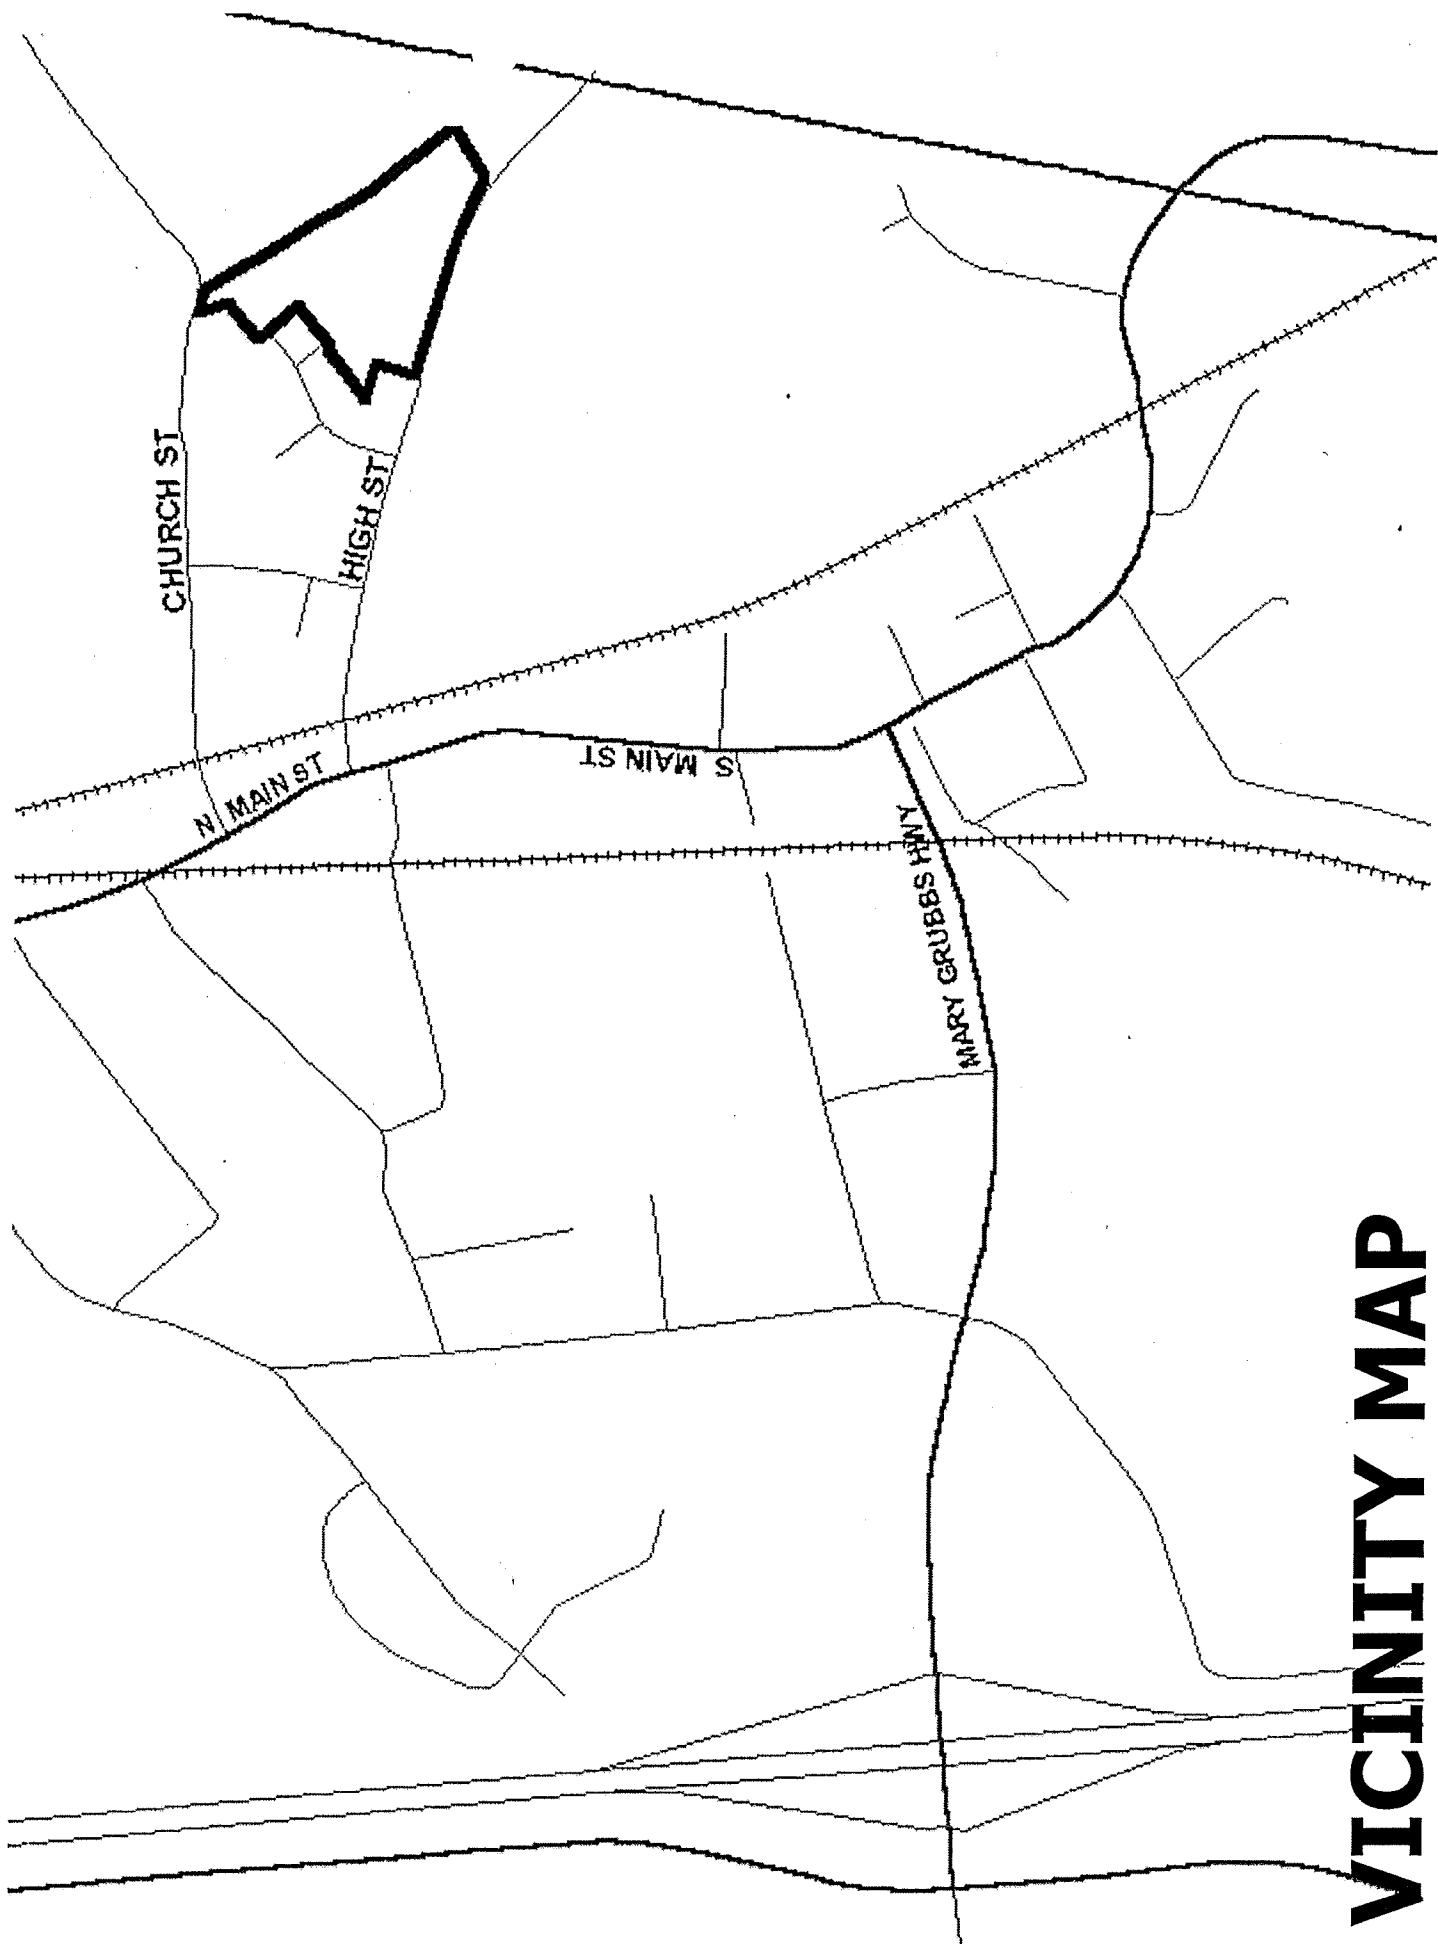 CHURCH ST
HIGH ST
N MAIN ST
S MAIN ST
MARY GRUBBS HWY
VICINITY MAP